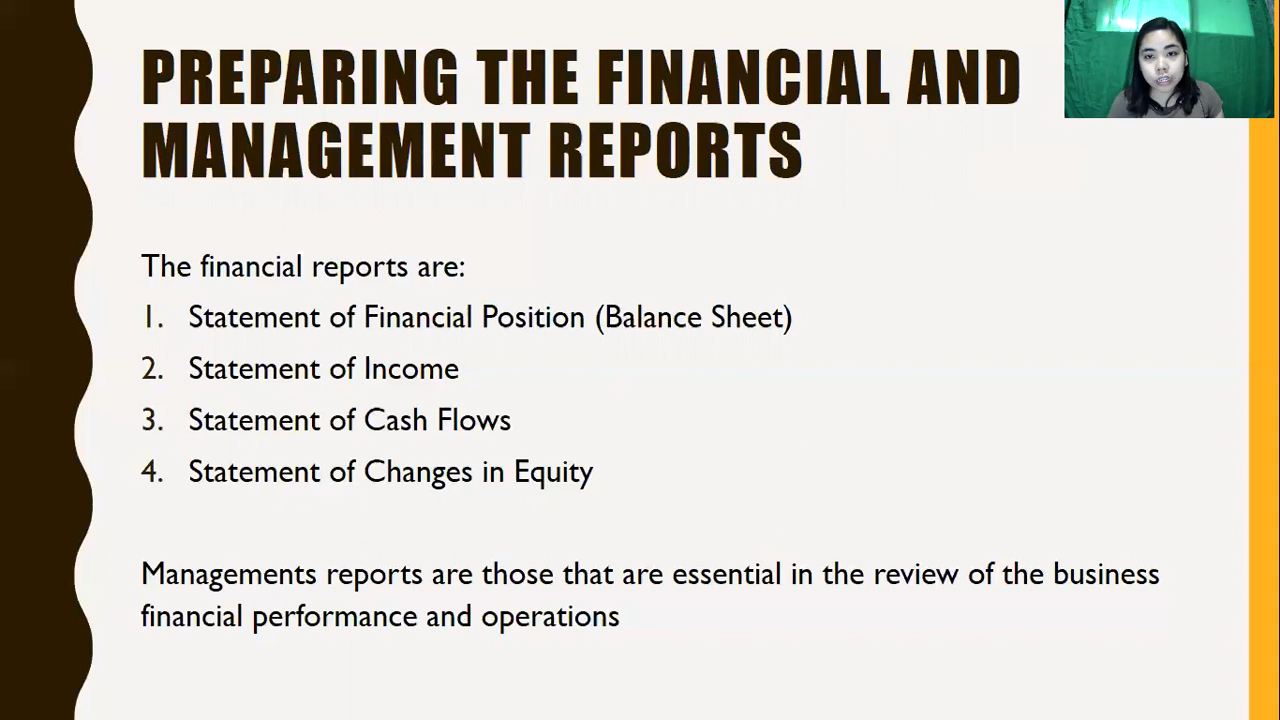 PREPARING THE FINANCIAL AND
MANAGEMENT REPORTS
The financial reports are:
1. Statement of Financial Position (Balance Sheet)
2. Statement of Income
3. Statement of Cash Flows
4. Statement of Changes in Equity
Managements reports are those that are essential in the review of the business
financial performance and operations